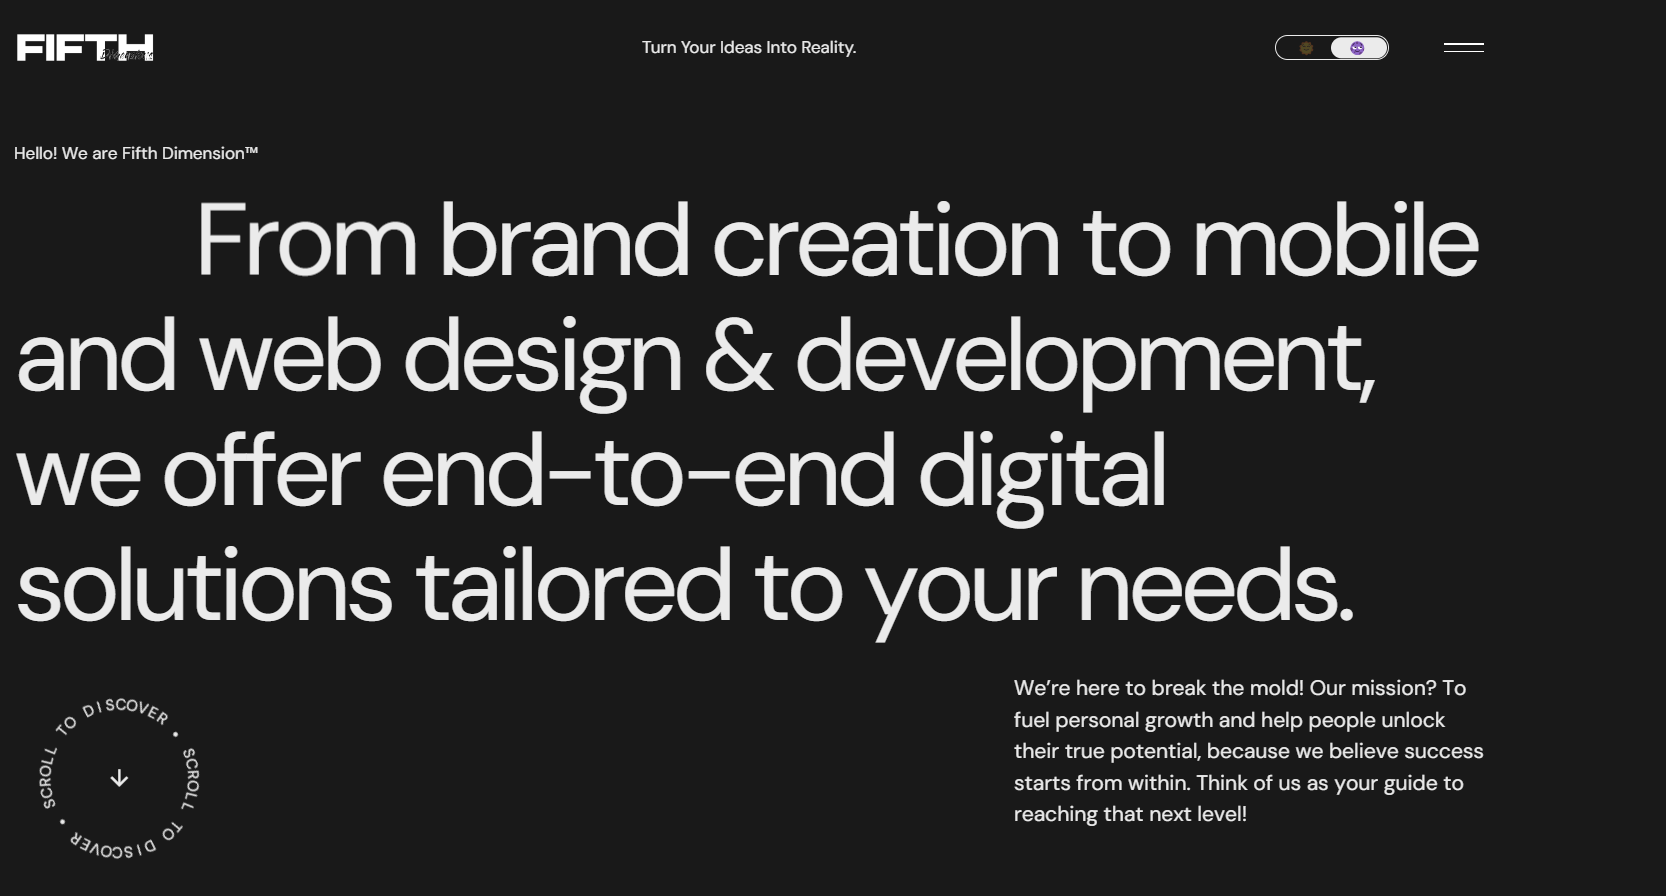 FIFTH
Turn Your Ideas Into Reality.
Hello! We are Fifth Dimension™
From brand creation to mobile
and web design & development,
we offer end-to-end digital
solutions tailored to your needs.
We’re here to break the mold! Our mission? To
fuel personal growth and help people unlock
their true potential, because we believe success
starts from within. Think of us as your guide to
reaching that next level!
SCROLL TO DISCOVER • SCROLL TO DISCOVER •